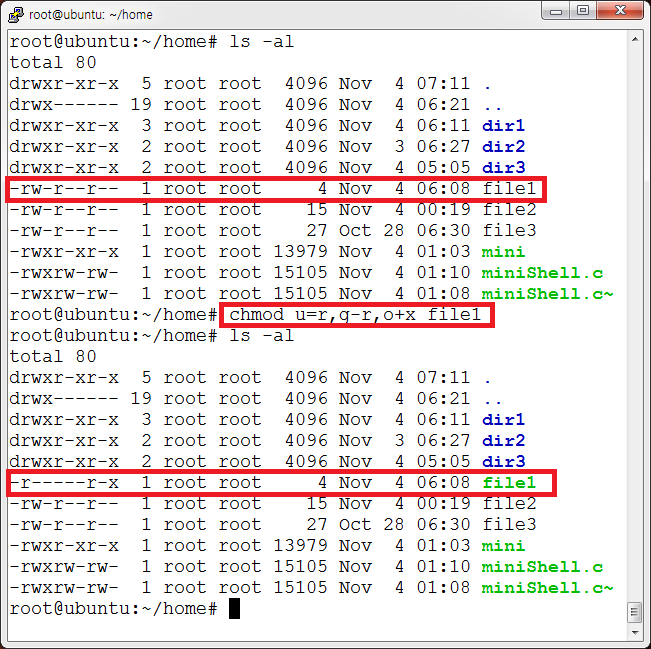 root@ubuntu: ~/home
root@ubuntu:~/home# ls -al
total 80
drwxr-xr-x  5 root root  4096 Nov  4 07:11 .
drwx------ 19 root root  4096 Nov  4 06:21 ..
drwxr-xr-x  3 root root  4096 Nov  4 06:11 dir1
drwxr-xr-x  2 root root  4096 Nov  3 06:27 dir2
drwxr-xr-x  2 root root  4096 Nov  4 05:05 dir3
-rw-r--r--  1 root root     4 Nov  4 06:08 file1
-rw-r--r--  1 root root    15 Nov  4 00:19 file2
-rw-r--r--  1 root root    27 Oct 28 06:30 file3
-rwxr-xr-x  1 root root 13979 Nov  4 01:03 mini
-rwxrw-rw-  1 root root 15105 Nov  4 01:10 miniShell.c
-rwxrw-rw-  1 root root 15105 Nov  4 01:08 miniShell.c~
root@ubuntu:~/home# chmod u=r,g-r,o+x file1
root@ubuntu:~/home# ls -al
total 80
drwxr-xr-x  5 root root  4096 Nov  4 07:11 .
drwx------ 19 root root  4096 Nov  4 06:21 ..
drwxr-xr-x  3 root root  4096 Nov  4 06:11 dir1
drwxr-xr-x  2 root root  4096 Nov  3 06:27 dir2
drwxr-xr-x  2 root root  4096 Nov  4 05:05 dir3
-r-----r-x  1 root root     4 Nov  4 06:08 file1
-rw-r--r--  1 root root    15 Nov  4 00:19 file2
-rw-r--r--  1 root root    27 Oct 28 06:30 file3
-rwxr-xr-x  1 root root 13979 Nov  4 01:03 mini
-rwxrw-rw-  1 root root 15105 Nov  4 01:10 miniShell.c
-rwxrw-rw-  1 root root 15105 Nov  4 01:08 miniShell.c~
root@ubuntu:~/home#